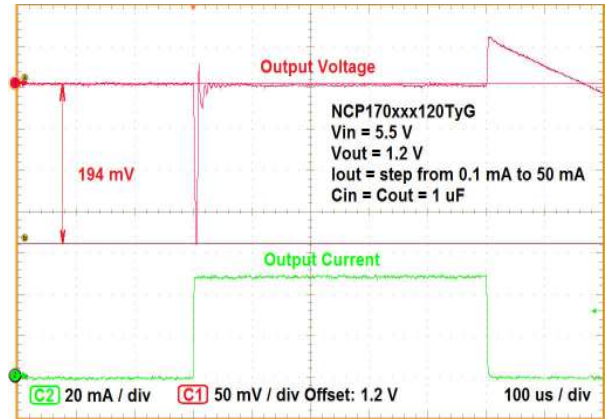 Output Voltage
NCP170xxx120TyG
Vin = 5.5 V
Vout = 1.2 V
Iout = step from 0.1 mA to 50 mA
Cin = Cout = 1 uF
194 mV
Output Current
C2 20 mA / div C1 50 mV / div Offset: 1.2 V 100 us / div